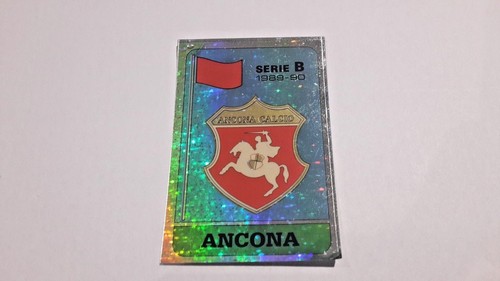 SERIE B
1989-90
ANCONA CALCIO
ANCONA